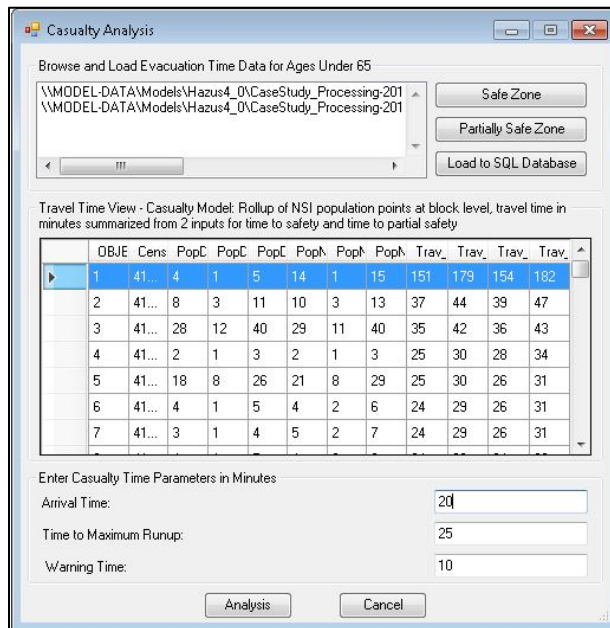 Casualty Analysis
Browse and Load Evacuation Time Data for Ages Under 65
\\MODEL-DATA\Models\Hazus4_0\CaseStudy_Processing-201
\\MODEL-DATA\Models\Hazus4_0\CaseStudy_Processing-201
Safe Zone
Partially Safe Zone
Load to SQL Database
Travel Time View - Casualty Model: Rollup of NSI population points at block level, travel time in
minutes summarized from 2 inputs for time to safety and time to partial safety
OBJE Cens PopD PopD PopD PopN PopN PopN Trav_ Trav_ Trav_ Trav_
1 41... 4 1 5 14 1 15 151 179 154 182
2 41... 8 3 11 10 3 13 37 44 39 47
3 41... 28 12 40 29 11 40 35 42 36 43
4 41... 2 1 3 2 1 3 25 30 28 34
5 41... 18 8 26 21 8 29 25 30 26 31
6 41... 4 1 5 4 2 6 24 29 26 31
7 41... 3 1 4 5 2 7 24 29 26 31
Enter Casualty Time Parameters in Minutes
Arrival Time: 20
Time to Maximum Runup: 25
Warning Time: 10
Analysis Cancel